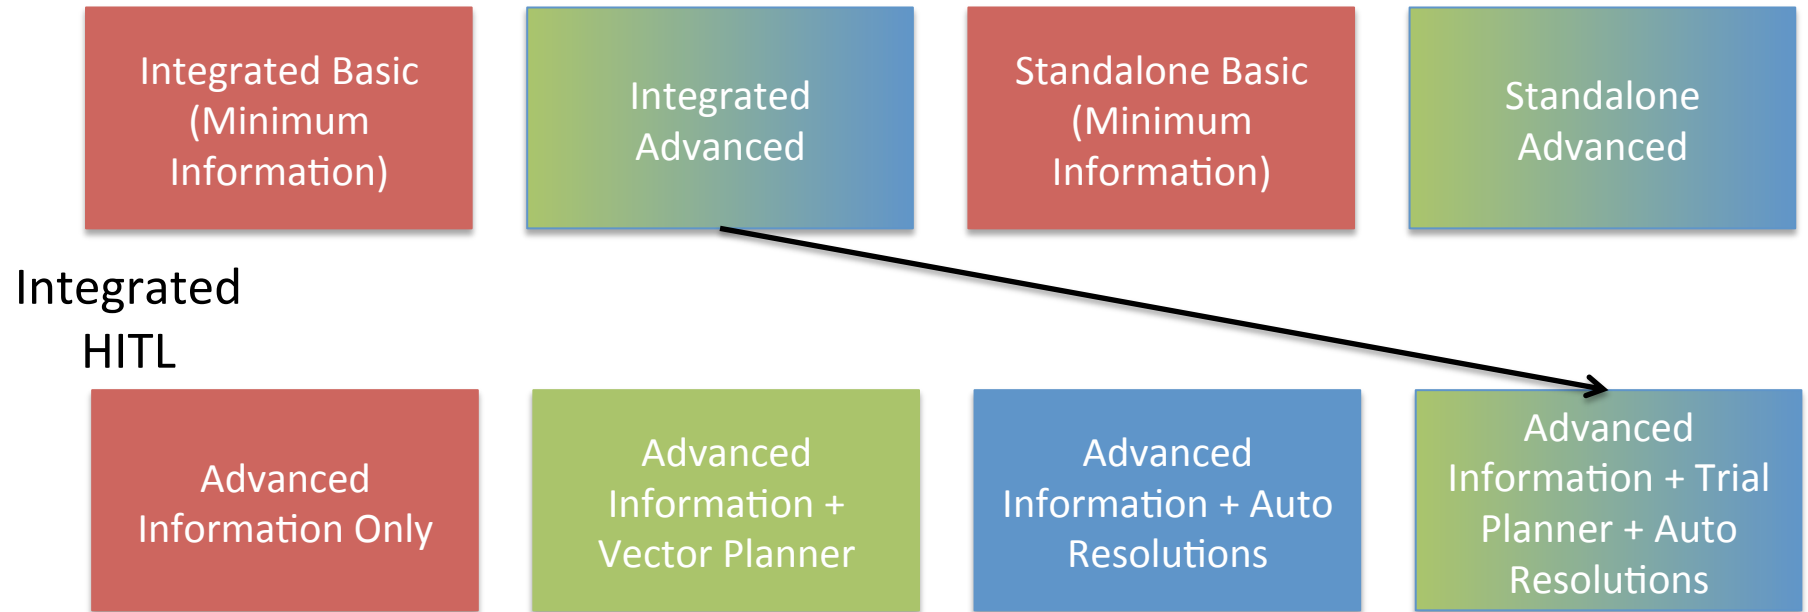 Integrated Basic
(Minimum
Information)
Integrated
Advanced
Standalone Basic
(Minimum
Information)
Standalone
Advanced
Integrated
HITL
Advanced
Information Only
Advanced
Information +
Vector Planner
Advanced
Information + Auto
Resolutions
Advanced
Information + Trial
Planner + Auto
Resolutions